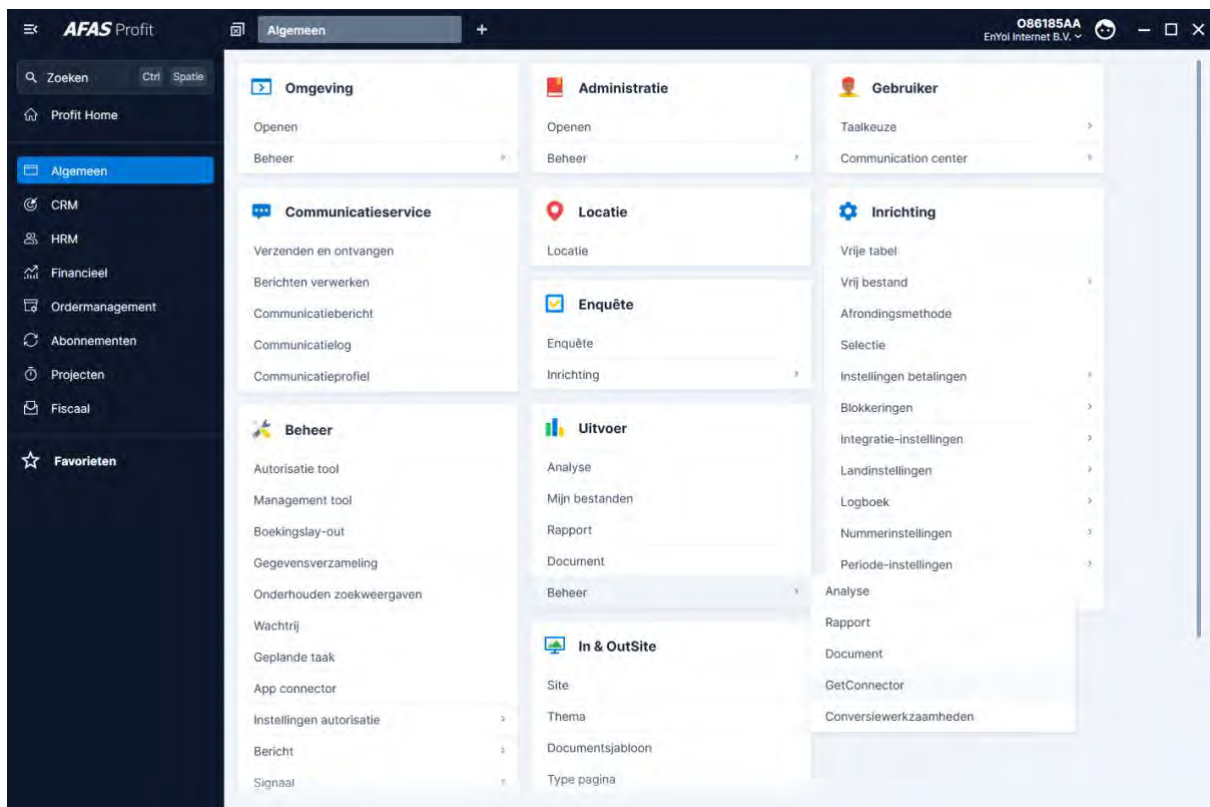 AFAS Profit
Algemeen
+
O86185AA
EnYoi Internet B.V.
Zoeken Ctrl Spatie
Profit Home
Algemeen
CRM
HRM
Financieel
Ordermanagement
Abonnementen
Projecten
Fiscaal
Favorieten
Omgeving
Openen
Beheer
Administratie
Openen
Beheer
Gebruiker
Taalkeuze
Communication center
Communicatieservice
Verzenden en ontvangen
Berichten verwerken
Communicatiebericht
Communicatielog
Communicatieprofiel
Locatie
Locatie
Enquête
Enquête
Inrichting
Inrichting
Vrije tabel
Vrij bestand
Afrondingsmethode
Selectie
Instellingen betalingen
Blokkeringen
Integratie-instellingen
Landinstellingen
Logboek
Nummerinstellingen
Periode-instellingen
Beheer
Autorisatie tool
Management tool
Boekingslay-out
Gegevensverzameling
Onderhouden zoekweergaven
Wachtrij
Geplande taak
App connector
Instellingen autorisatie
Bericht
Signaal
Uitvoer
Analyse
Mijn bestanden
Rapport
Document
Beheer
Analyse
Rapport
Document
GetConnector
Conversiewerkzaamheden
In & OutSite
Site
Thema
Documentsjabloon
Type pagina